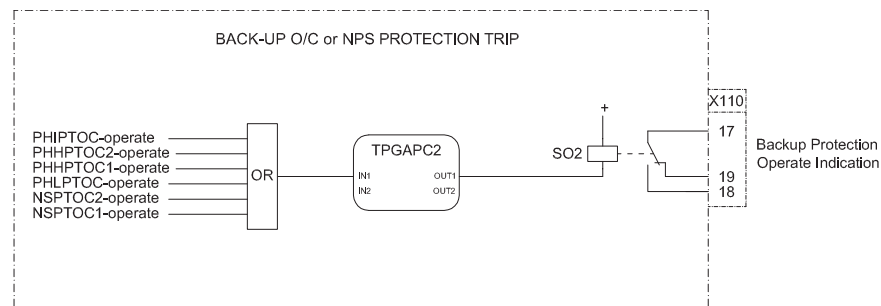 BACK-UP O/C or NPS PROTECTION TRIP
PHIPTOC-operate
PHHPTOC2-operate
PHHPTOC1-operate
PHLPTOC-operate
NSPTOC2-operate
NSPTOC1-operate
OR
TPGAPC2
IN1
IN2
OUT1
OUT2
+
SO2
X110
17
19
18
Backup Protection
Operate Indication